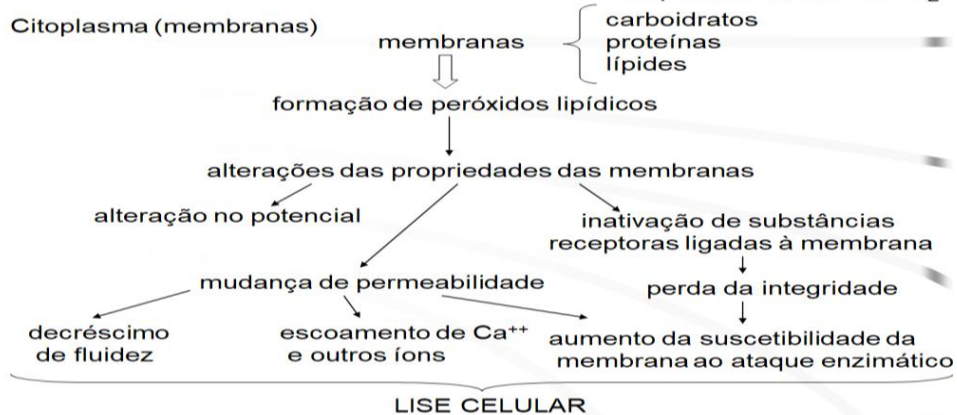 Citoplasma (membranas)
membranas
carboidratos
proteínas
lípides
formação de peróxidos lipídicos
alterações das propriedades das membranas
alteração no potencial
inativação de substâncias
receptoras ligadas à membrana
mudança de permeabilidade
perda da integridade
decréscimo
de fluidez
escoamento de Ca⁺⁺
e outros íons
aumento da suscetibilidade da
membrana ao ataque enzimático
LISE CELULAR